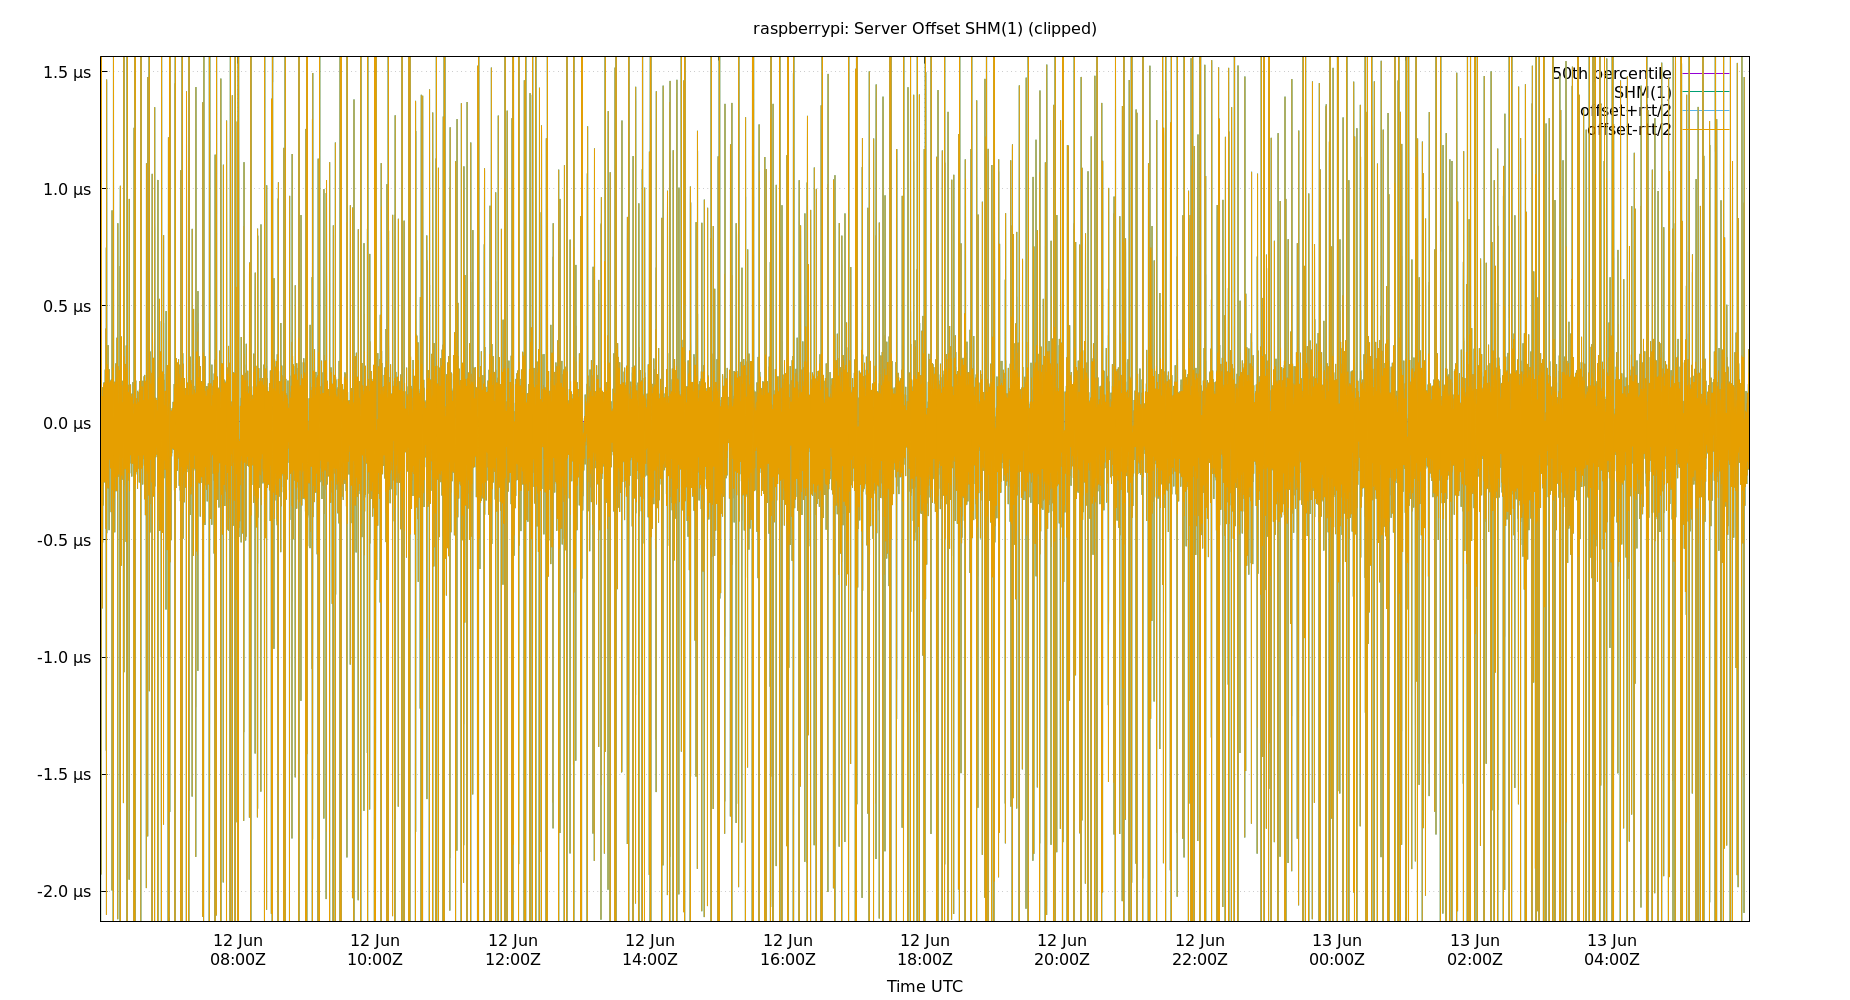 raspberrypi: Server Offset SHM(1) (clipped)
1.5 µs
1.0 µs
0.5 µs
0.0 µs
-0.5 µs
-1.0 µs
-1.5 µs
-2.0 µs
50th percentile
SHM(1)
offset+rtt/2
offset-rtt/2
12 Jun
08:00Z
12 Jun
10:00Z
12 Jun
12:00Z
12 Jun
14:00Z
12 Jun
16:00Z
12 Jun
18:00Z
12 Jun
20:00Z
12 Jun
22:00Z
13 Jun
00:00Z
13 Jun
02:00Z
13 Jun
04:00Z
Time UTC